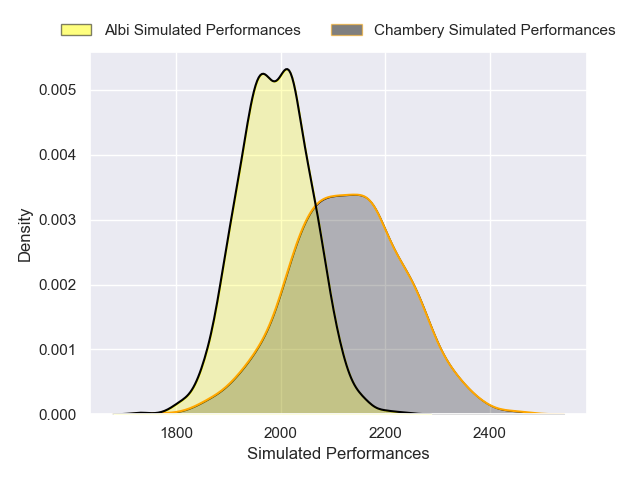 Albi Simulated Performances Chambery Simulated Performances
0.005
0.004
0.003
0.002
0.001
0.000
Density
1800 2000 2200 2400
Simulated Performances